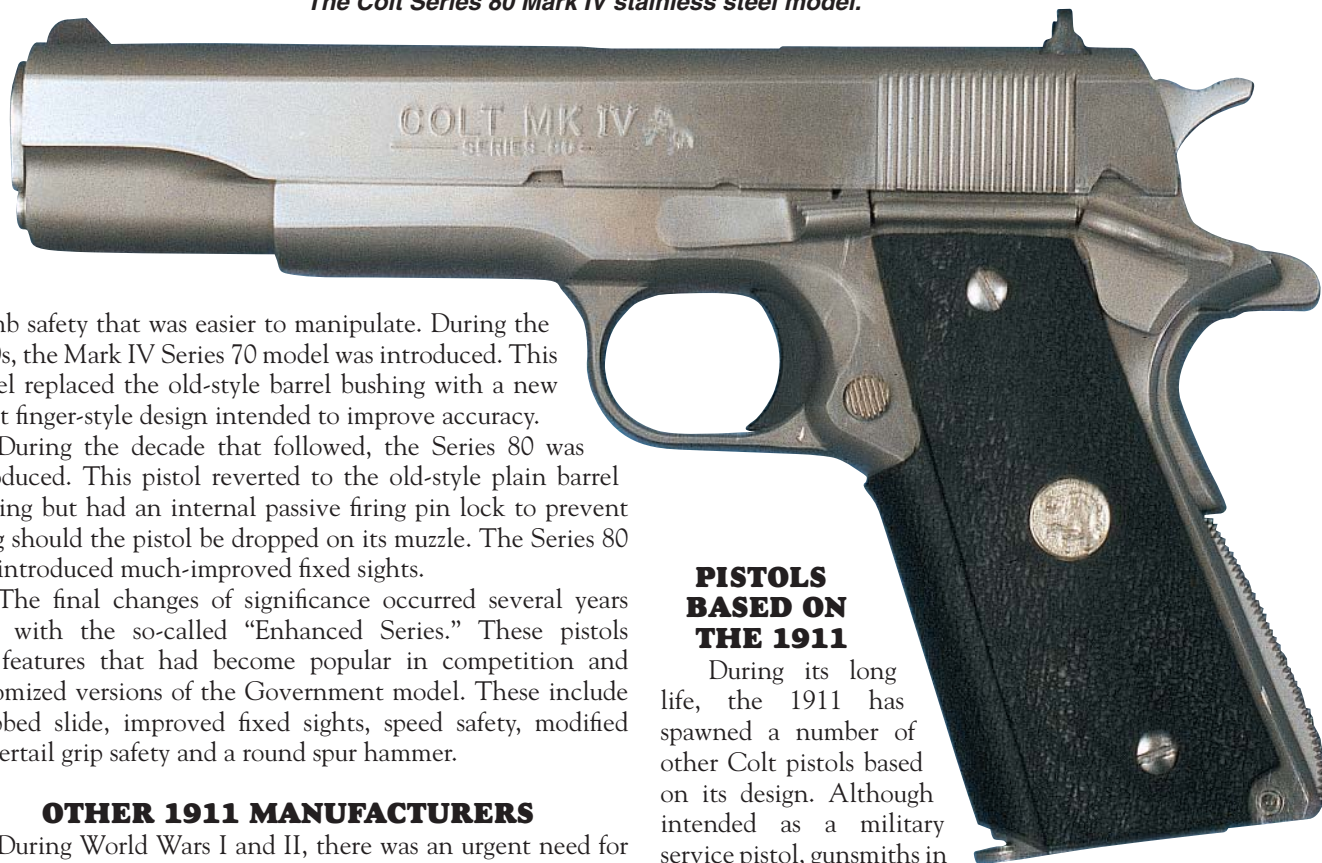 The Colt Series 80 Mark IV stainless steel model.
COLT MK IV
SERIES 80
safety that was easier to manipulate. During the
the Mark IV Series 70 model was introduced. This
replaced the old-style barrel bushing with a new
finger-style design intended to improve accuracy.
During the decade that followed, the Series 80 was
This pistol reverted to the old-style plain barrel
but had an internal passive firing pin lock to prevent
should the pistol be dropped on its muzzle. The Series 80
introduced much-improved fixed sights.
The final changes of significance occurred several years
with the so-called “Enhanced Series.” These pistols
features that had become popular in competition and
versions of the Government model. These include
slide, improved fixed sights, speed safety, modified
grip safety and a round spur hammer.
OTHER 1911 MANUFACTURERS
During World Wars I and II, there was an urgent need for
PISTOLS
BASED ON
THE 1911
During its long
life, the 1911 has
spawned a number of
other Colt pistols based
on its design. Although
intended as a military
service pistol, gunsmiths in